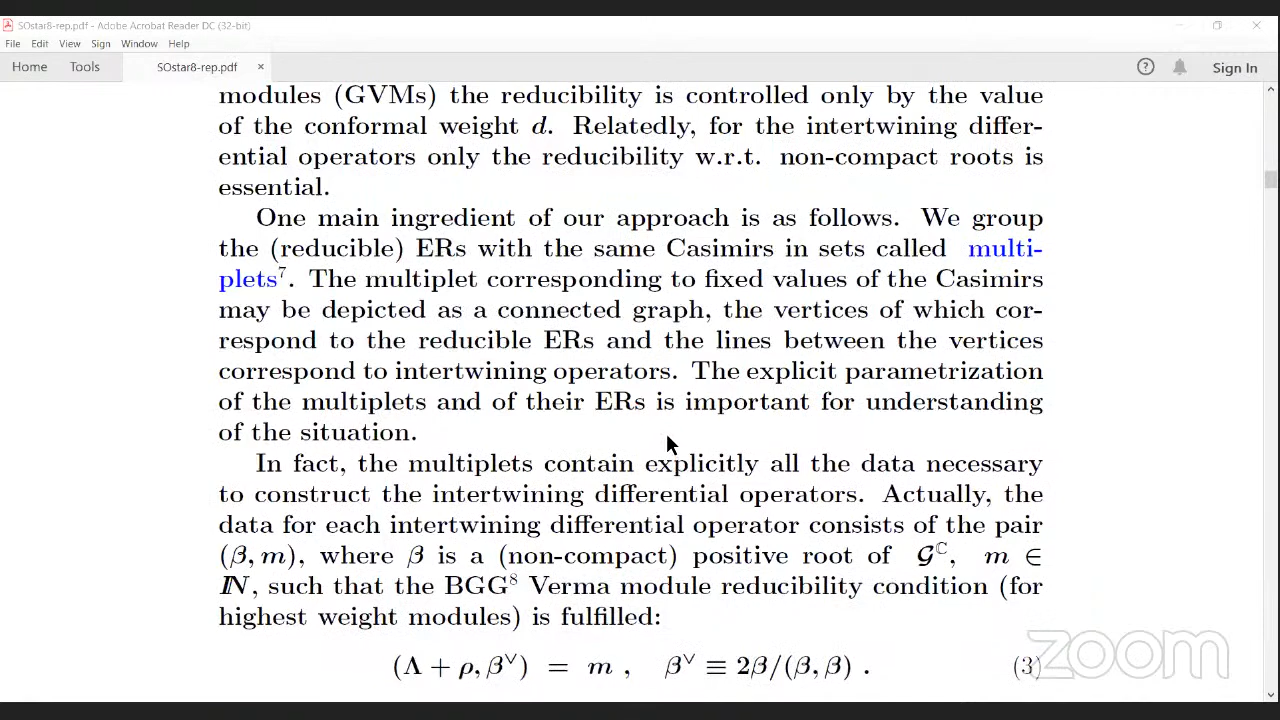 SOstar8-rep.pdf - Adobe Acrobat Reader DC (32-bit)
File Edit View Sign Window Help
Home Tools SOstar8-rep.pdf × Sign In
modules (GVMs) the reducibility is controlled only by the value
of the conformal weight d. Relatedly, for the intertwining differ-
ential operators only the reducibility w.r.t. non-compact roots is
essential.
One main ingredient of our approach is as follows. We group
the (reducible) ERs with the same Casimirs in sets called multi-
plets⁷. The multiplet corresponding to fixed values of the Casimirs
may be depicted as a connected graph, the vertices of which cor-
respond to the reducible ERs and the lines between the vertices
correspond to intertwining operators. The explicit parametrization
of the multiplets and of their ERs is important for understanding
of the situation.
In fact, the multiplets contain explicitly all the data necessary
to construct the intertwining differential operators. Actually, the
data for each intertwining differential operator consists of the pair
(β, m), where β is a (non-compact) positive root of 𝒢^ℂ, m ∈
ℕ, such that the BGG⁸ Verma module reducibility condition (for
highest weight modules) is fulfilled:
(Λ + ρ, β^∨) = m , β^∨ ≡ 2β/(β, β) . (3)
zoom